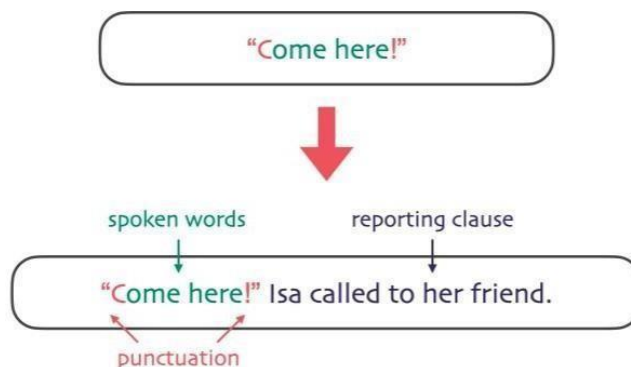 “Come here!”
spoken words reporting clause
“Come here!” Isa called to her friend.
punctuation